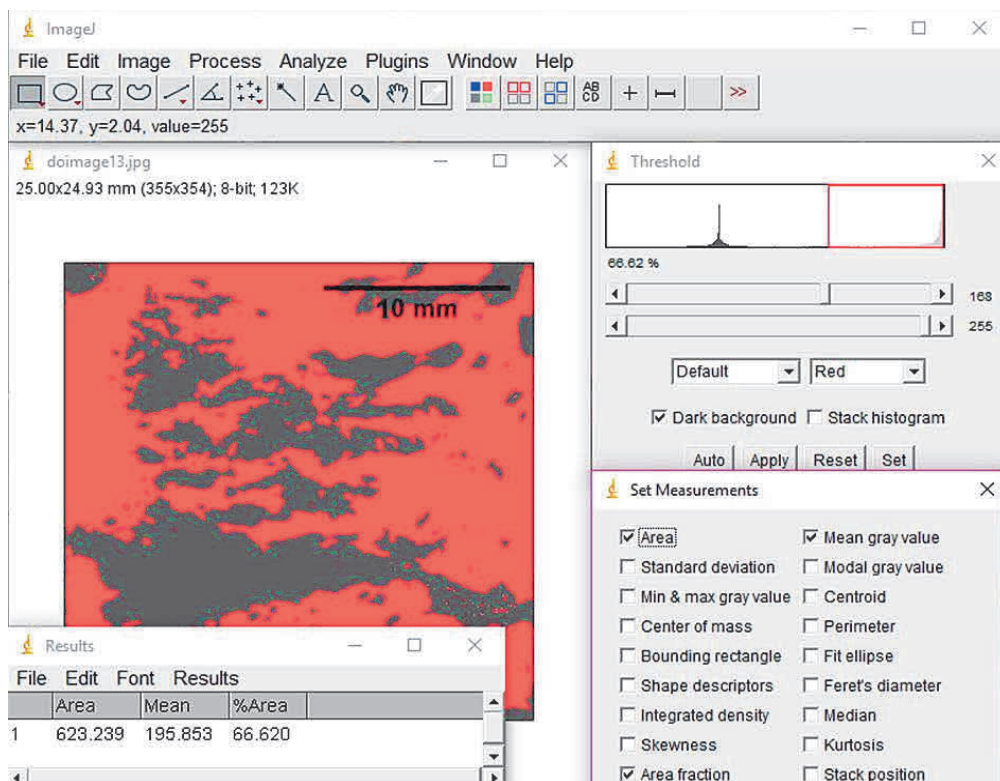 ImageJ
File Edit Image Process Analyze Plugins Window Help
A AB CD >>
x=14.37, y=2.04, value=255
doimage13.jpg
25.00x24.93 mm (355x354); 8-bit; 123K
10 mm
Threshold
66.62 %
168
255
Default Red
Dark background Stack histogram
Auto Apply Reset Set
Set Measurements
Area Mean gray value
Standard deviation Modal gray value
Min & max gray value Centroid
Center of mass Perimeter
Bounding rectangle Fit ellipse
Shape descriptors Feret's diameter
Integrated density Median
Skewness Kurtosis
Area fraction Stack position
Results
File Edit Font Results
Area Mean %Area
1 623.239 195.853 66.620